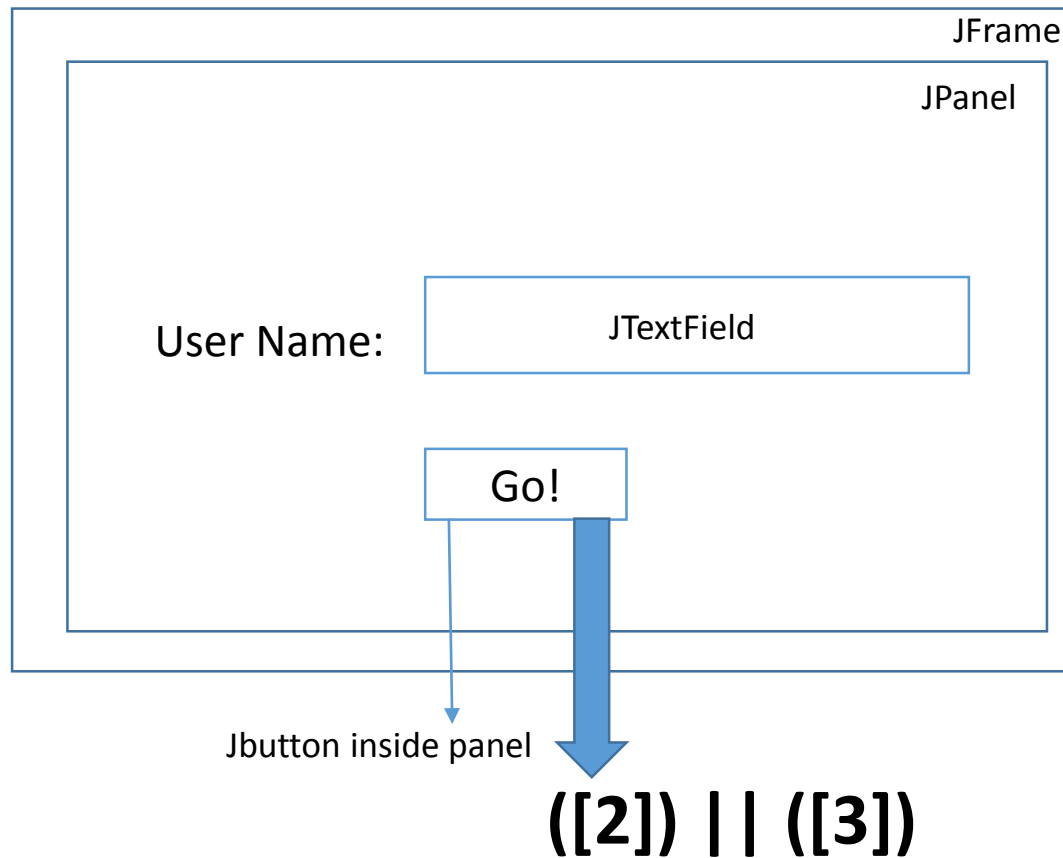 JFrame
JPanel
User Name:
JTextField
Go!
Jbutton inside panel
([2]) || ([3])